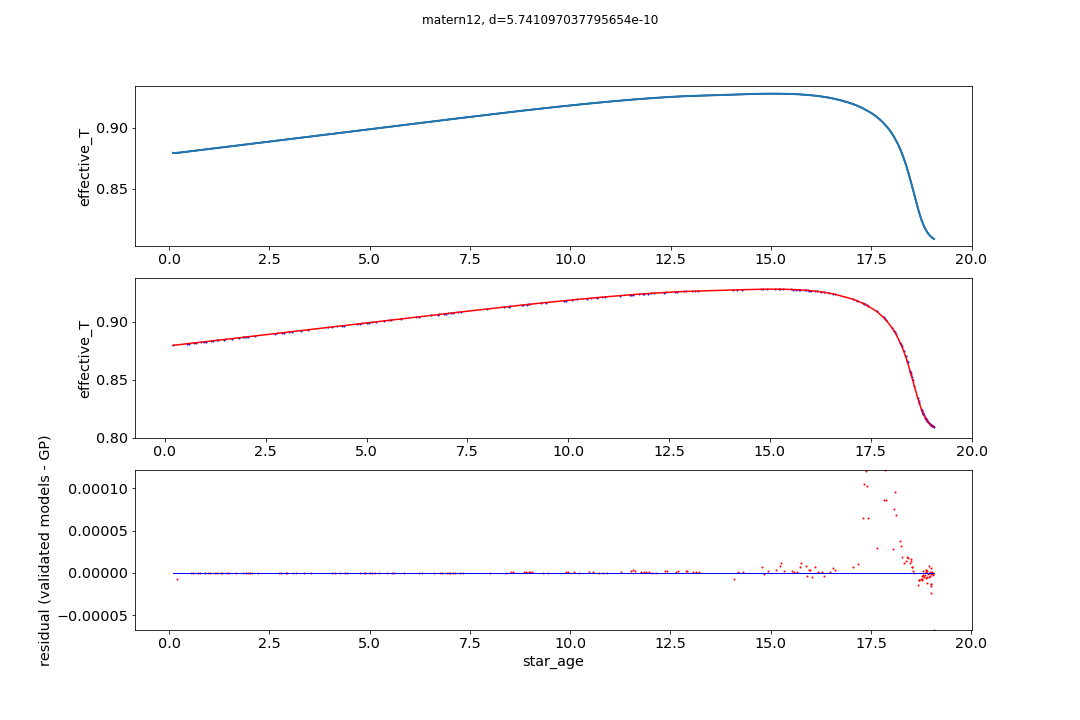 matern12, d=5.741097037795654e-10
effective_T
0.90
0.85
0.0 2.5 5.0 7.5 10.0 12.5 15.0 17.5 20.0
effective_T
0.90
0.85
0.80
0.0 2.5 5.0 7.5 10.0 12.5 15.0 17.5 20.0
residual (validated models - GP)
0.00010
0.00005
0.00000
−0.00005
0.0 2.5 5.0 7.5 10.0 12.5 15.0 17.5 20.0
star_age